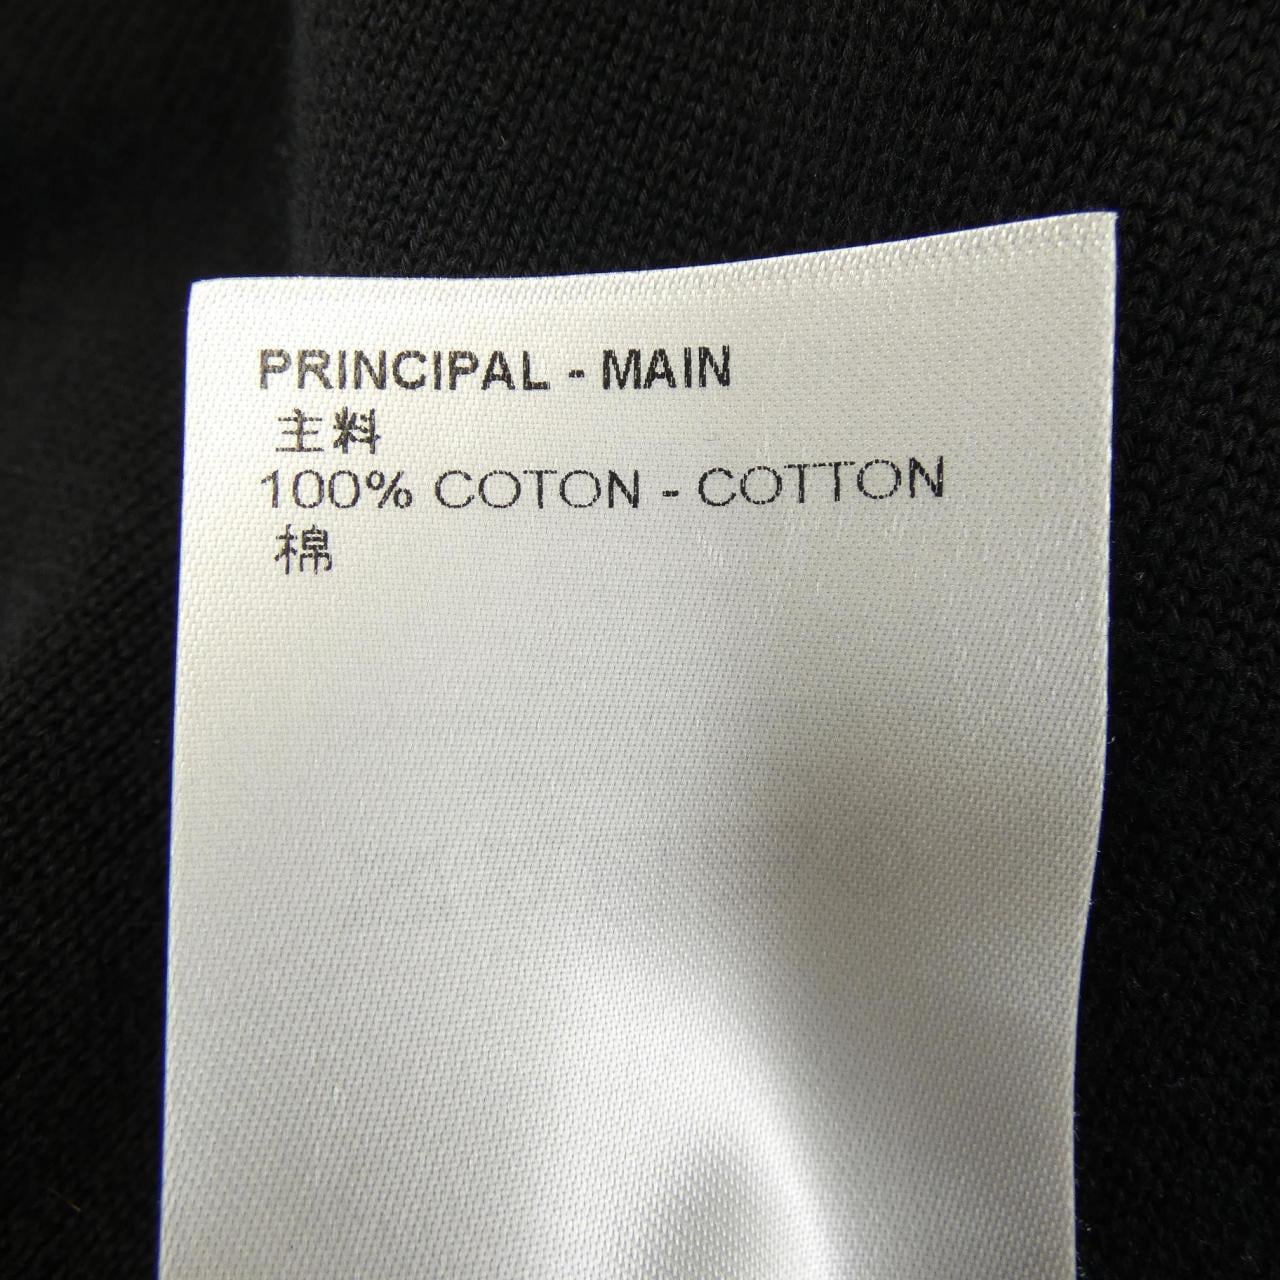 PRINCIPAL - MAIN
主料
100% COTON - COTTON
棉